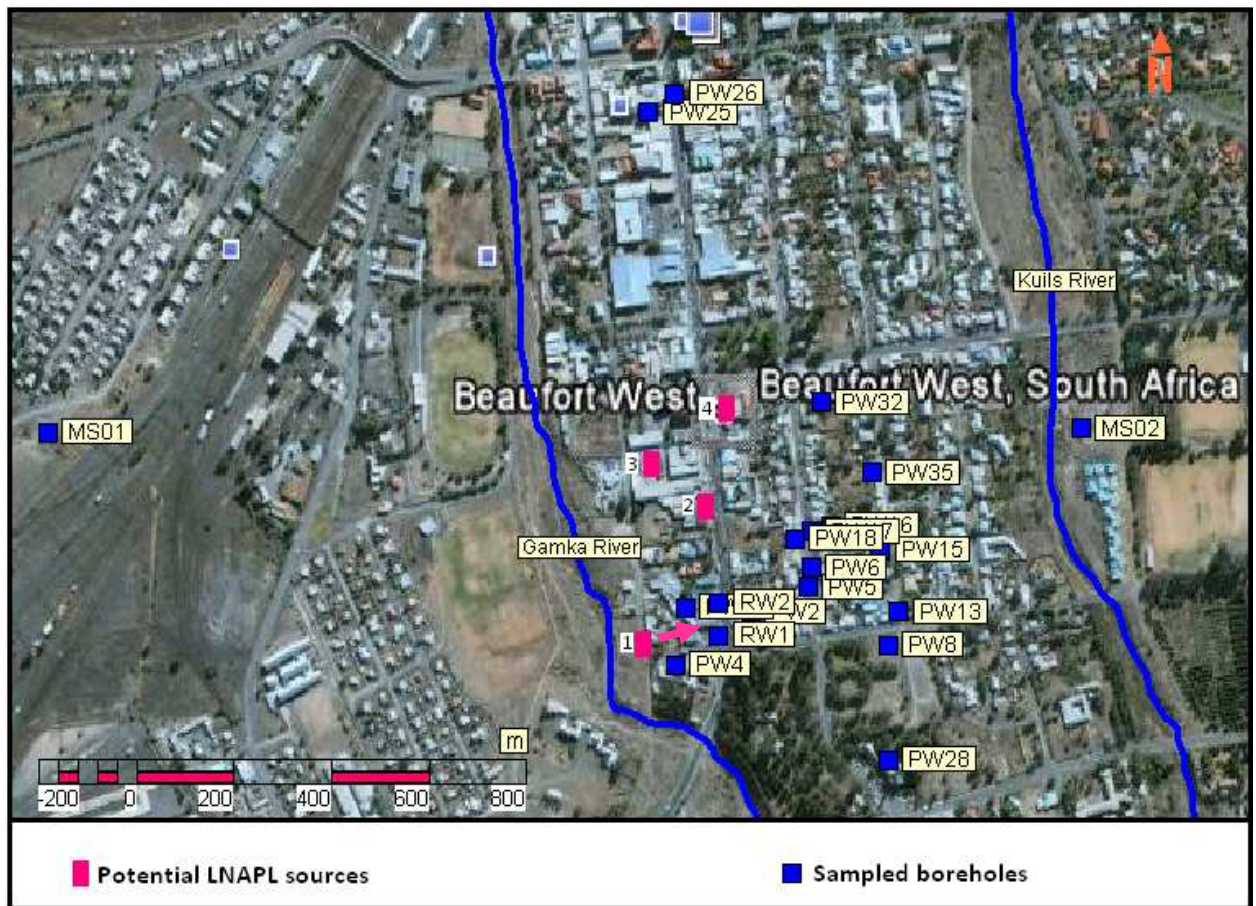 N
PW26
PW25
Kuils River
Beaufort West
Beaufort West, South Africa
4
PW32
MS01
MS02
3
PW35
2
PW18
PW15
Gamka River
PW6
PW5
RW2
PW13
1
RW1
PW8
PW4
m
PW28
-200 0 200 400 600 800
Potential LNAPL sources
Sampled boreholes